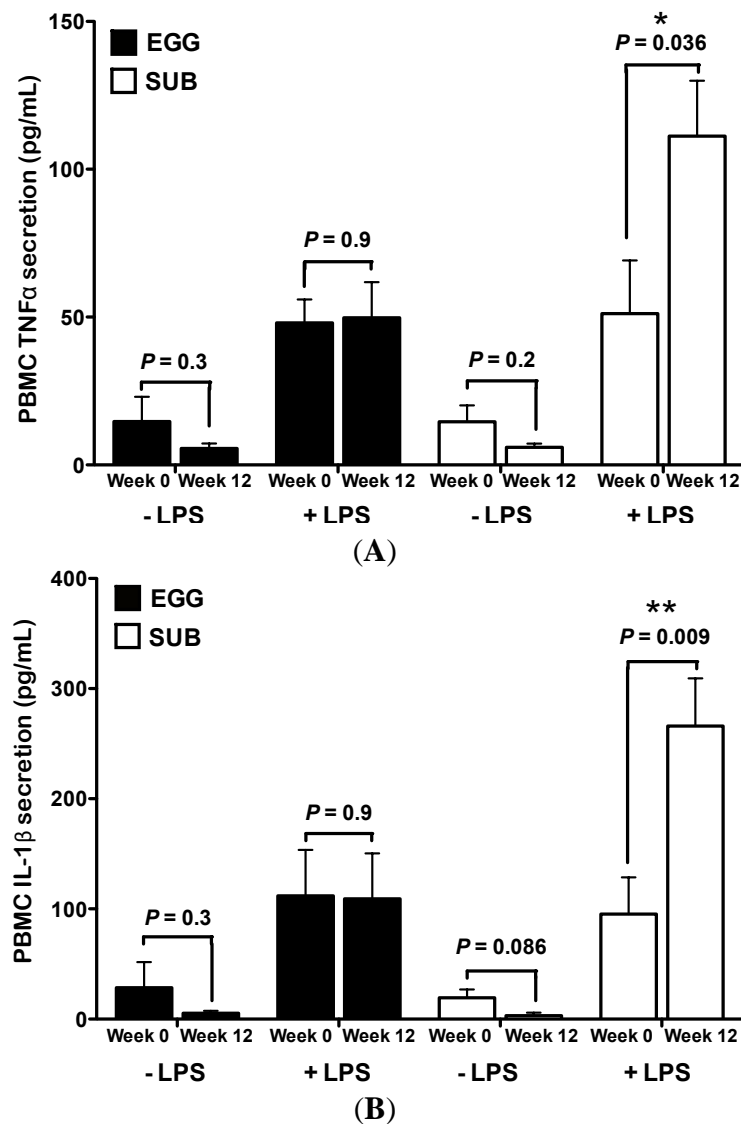 PBMC TNFα secretion (pg/mL)
150
100
50
0
EGG
SUB
*
P = 0.036
P = 0.9
P = 0.3
P = 0.2
Week 0 Week 12 Week 0 Week 12 Week 0 Week 12 Week 0 Week 12
- LPS + LPS - LPS + LPS
(A)
PBMC IL-1β secretion (pg/mL)
400
300
200
100
0
EGG
SUB
**
P = 0.009
P = 0.9
P = 0.3
P = 0.086
Week 0 Week 12 Week 0 Week 12 Week 0 Week 12 Week 0 Week 12
- LPS + LPS - LPS + LPS
(B)